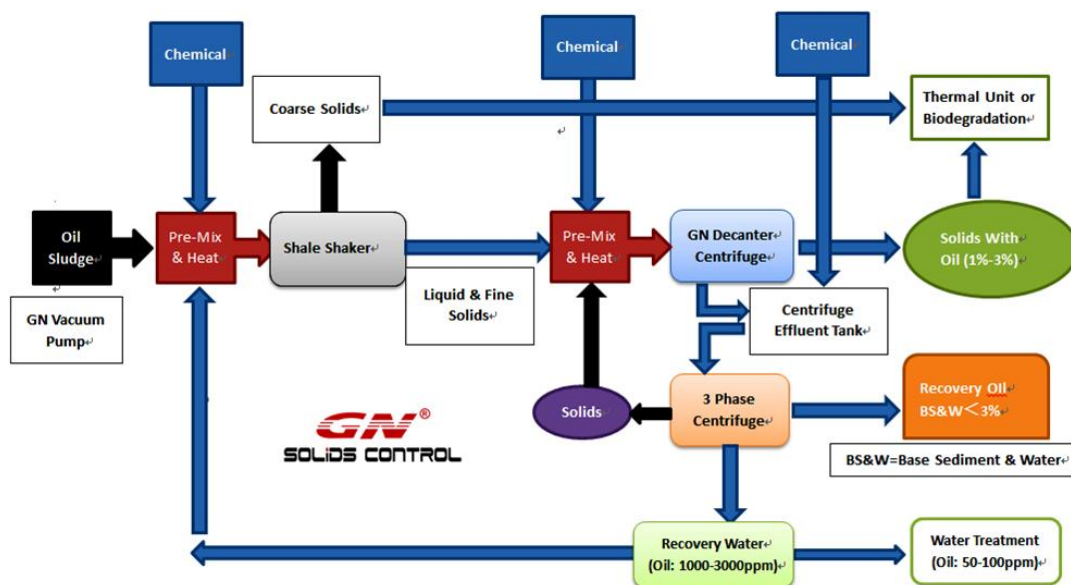 Chemical
Chemical
Chemical
Coarse Solids
Thermal Unit or
Biodegradation
Oil
Sludge
Pre-Mix
& Heat
Shale Shaker
Pre-Mix
& Heat
GN Decanter
Centrifuge
Solids With
Oil (1%-3%)
GN Vacuum
Pump
Liquid & Fine
Solids
Centrifuge
Effluent Tank
Solids
3 Phase
Centrifuge
Recovery OIl
BS&W<3%
GN®
SOLiDS CONTROL
BS&W=Base Sediment & Water
Recovery Water
(Oil: 1000-3000ppm)
Water Treatment
(Oil: 50-100ppm)